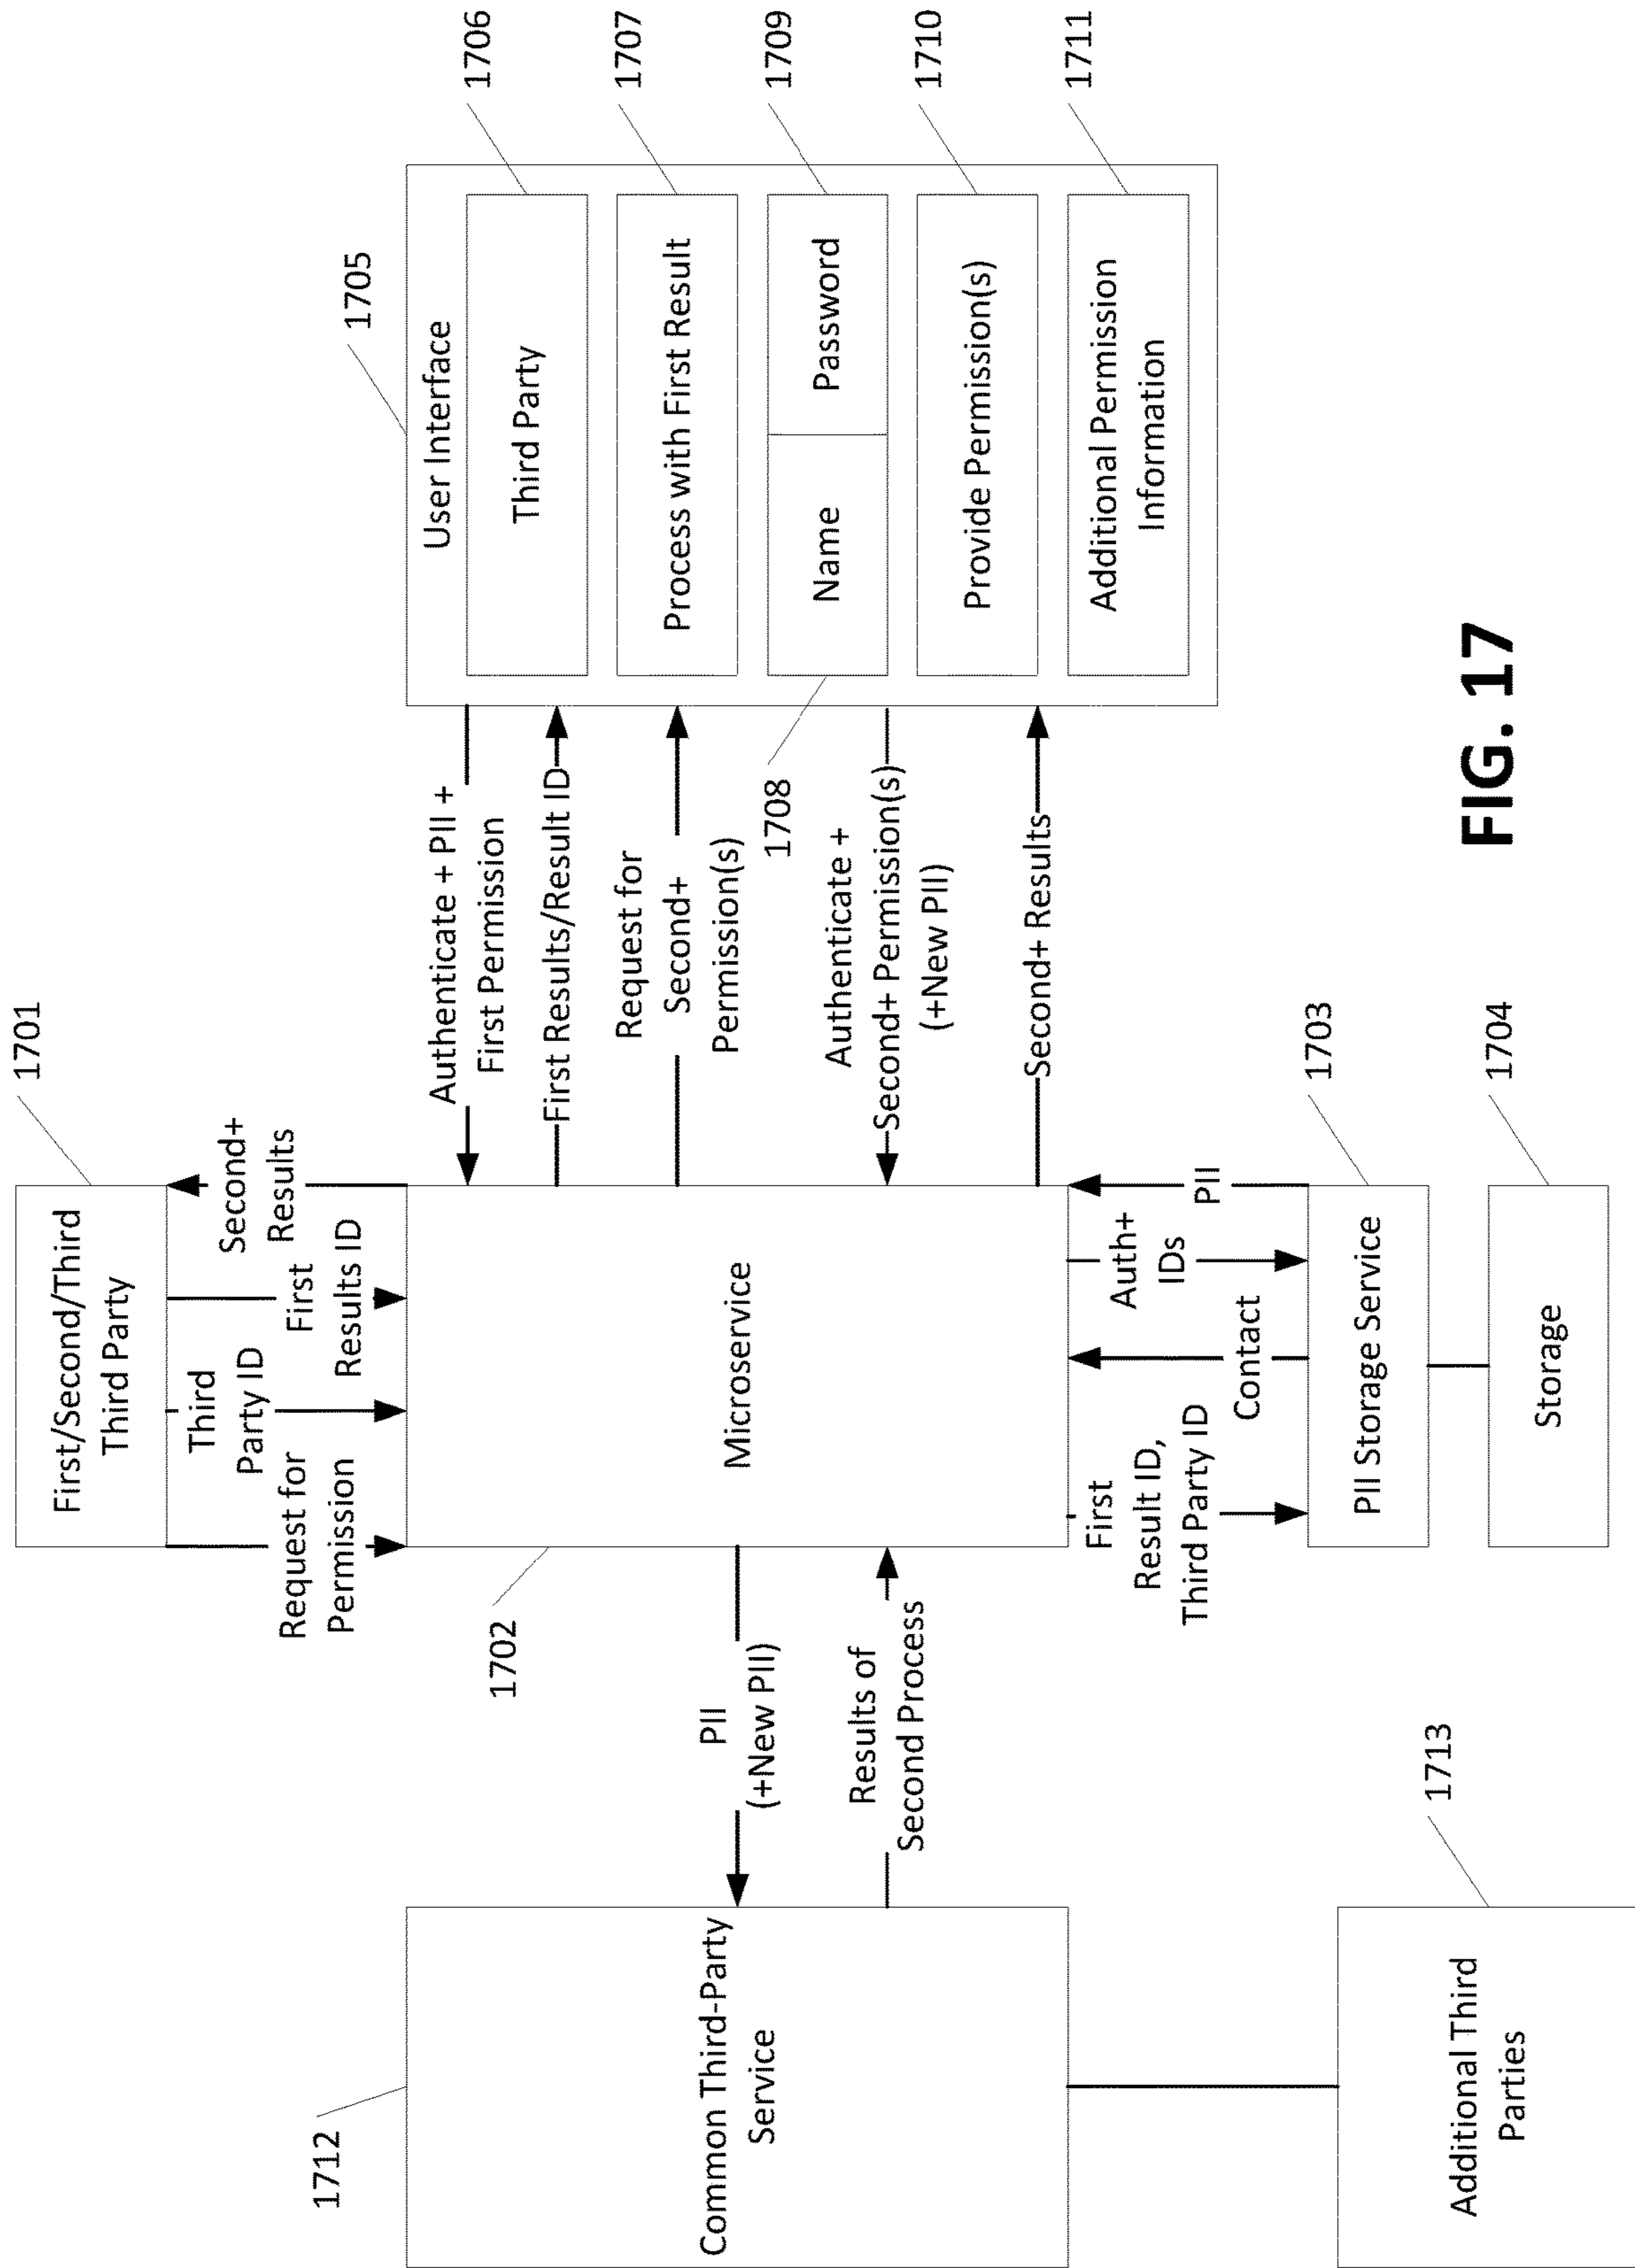 1701
First/Second/Third
Third Party
Request for
Permission
Third
Party ID
First
Results ID
Second+
Results
1712
Common Third-Party
Service
PII
(+New PII)
Results of
Second Process
1702
Microservice
Authenticate + PII +
First Permission
First Results/Result ID
Request for
Second+
Permission(s)
1708
Authenticate +
Second+ Permission(s)
(+New PII)
Second+ Results
1705
User Interface
Third Party
1706
Process with First Result
1707
Name
Password
1709
Provide Permission(s)
1710
Additional Permission
Information
1711
First
Result ID,
Third Party ID
Contact
Auth+
IDs
PII
PII Storage Service
1703
Storage
1704
Additional Third
Parties
1713
FIG. 17